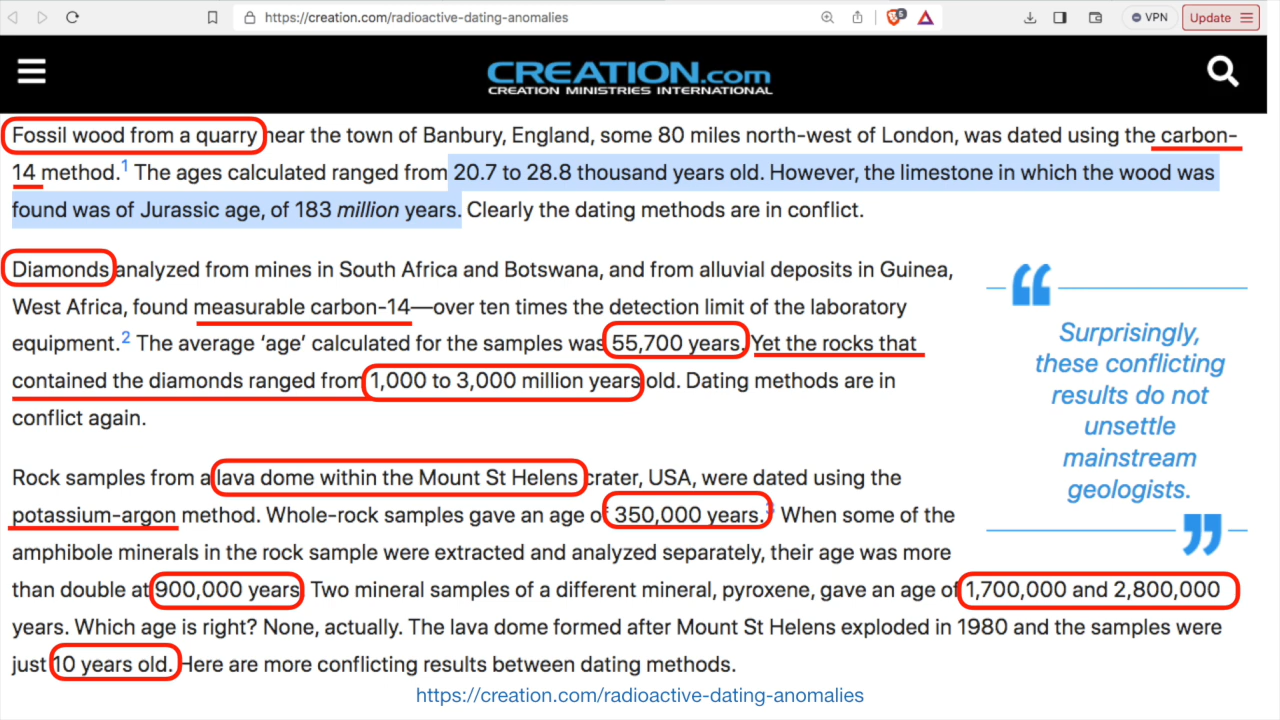 https://creation.com/radioactive-dating-anomalies
6
VPN
Update
CREATION.com
CREATION MINISTRIES INTERNATIONAL
Fossil wood from a quarry near the town of Banbury, England, some 80 miles north-west of London, was dated using the carbon-
14 method.1 The ages calculated ranged from 20.7 to 28.8 thousand years old. However, the limestone in which the wood was
found was of Jurassic age, of 183 million years. Clearly the dating methods are in conflict.
Diamonds analyzed from mines in South Africa and Botswana, and from alluvial deposits in Guinea,
West Africa, found measurable carbon-14—over ten times the detection limit of the laboratory
equipment.2 The average ‘age’ calculated for the samples was 55,700 years. Yet the rocks that
contained the diamonds ranged from 1,000 to 3,000 million years old. Dating methods are in
conflict again.
Surprisingly,
these conflicting
results do not
unsettle
mainstream
geologists.
Rock samples from a lava dome within the Mount St Helens crater, USA, were dated using the
potassium-argon method. Whole-rock samples gave an age of 350,000 years. When some of the
amphibole minerals in the rock sample were extracted and analyzed separately, their age was more
than double at 900,000 years. Two mineral samples of a different mineral, pyroxene, gave an age of 1,700,000 and 2,800,000
years. Which age is right? None, actually. The lava dome formed after Mount St Helens exploded in 1980 and the samples were
just 10 years old. Here are more conflicting results between dating methods.
https://creation.com/radioactive-dating-anomalies